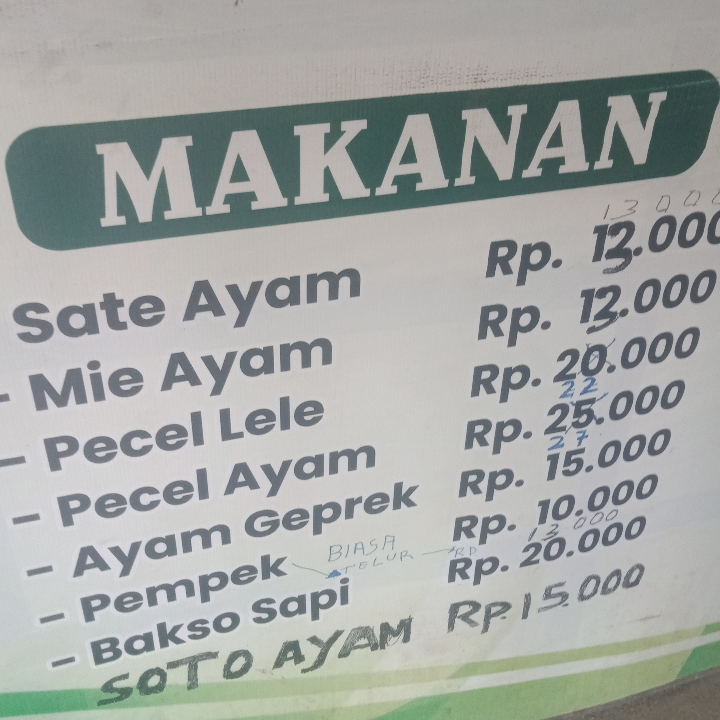 MAKANAN
13000
Sate Ayam Rp. 13.000
- Mie Ayam Rp. 13.000
- Pecel Lele Rp. 20.000
22
- Pecel Ayam Rp. 25.000
27
- Ayam Geprek Rp. 15.000
- Pempek Rp. 10.000
BIASA
TELUR RP 13000
- Bakso Sapi Rp. 20.000
SOTO AYAM RP.15.000